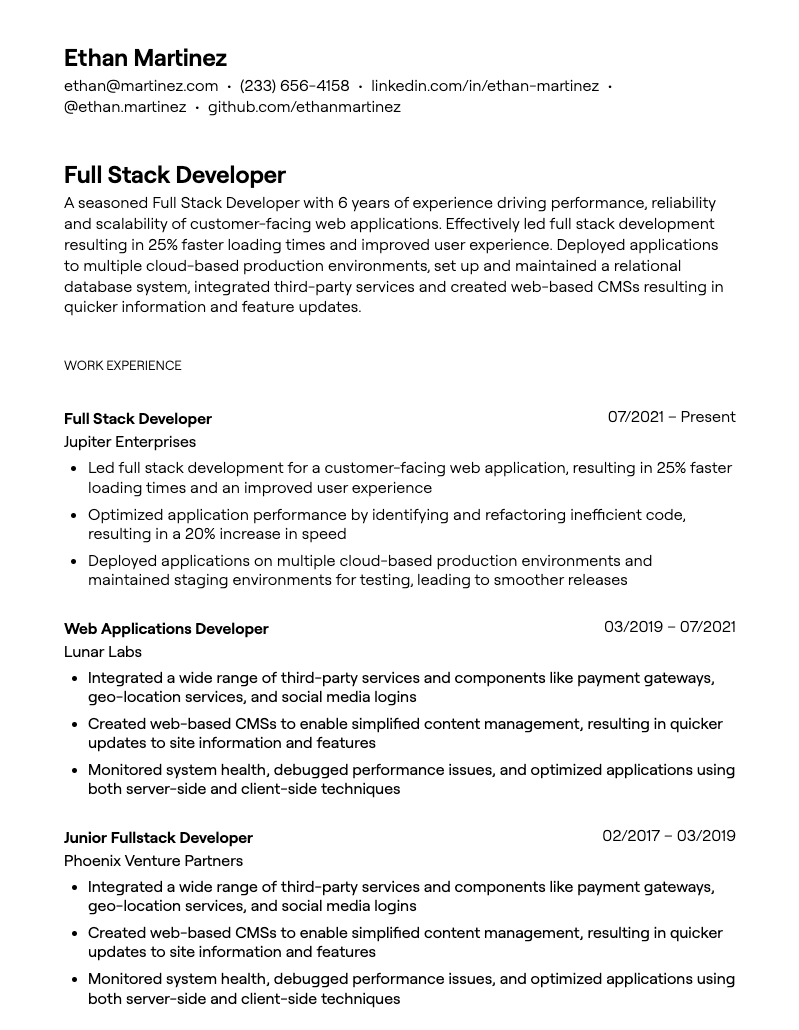 Ethan Martinez
ethan@martinez.com • (233) 656-4158 • linkedin.com/in/ethan-martinez •
@ethan.martinez • github.com/ethanmartinez
Full Stack Developer
A seasoned Full Stack Developer with 6 years of experience driving performance, reliability
and scalability of customer-facing web applications. Effectively led full stack development
resulting in 25% faster loading times and improved user experience. Deployed applications
to multiple cloud-based production environments, set up and maintained a relational
database system, integrated third-party services and created web-based CMSs resulting in
quicker information and feature updates.
WORK EXPERIENCE
Full Stack Developer 07/2021 – Present
Jupiter Enterprises
• Led full stack development for a customer-facing web application, resulting in 25% faster
loading times and an improved user experience
• Optimized application performance by identifying and refactoring inefficient code,
resulting in a 20% increase in speed
• Deployed applications on multiple cloud-based production environments and
maintained staging environments for testing, leading to smoother releases
Web Applications Developer 03/2019 – 07/2021
Lunar Labs
• Integrated a wide range of third-party services and components like payment gateways,
geo-location services, and social media logins
• Created web-based CMSs to enable simplified content management, resulting in quicker
updates to site information and features
• Monitored system health, debugged performance issues, and optimized applications using
both server-side and client-side techniques
Junior Fullstack Developer 02/2017 – 03/2019
Phoenix Venture Partners
• Integrated a wide range of third-party services and components like payment gateways,
geo-location services, and social media logins
• Created web-based CMSs to enable simplified content management, resulting in quicker
updates to site information and features
• Monitored system health, debugged performance issues, and optimized applications using
both server-side and client-side techniques